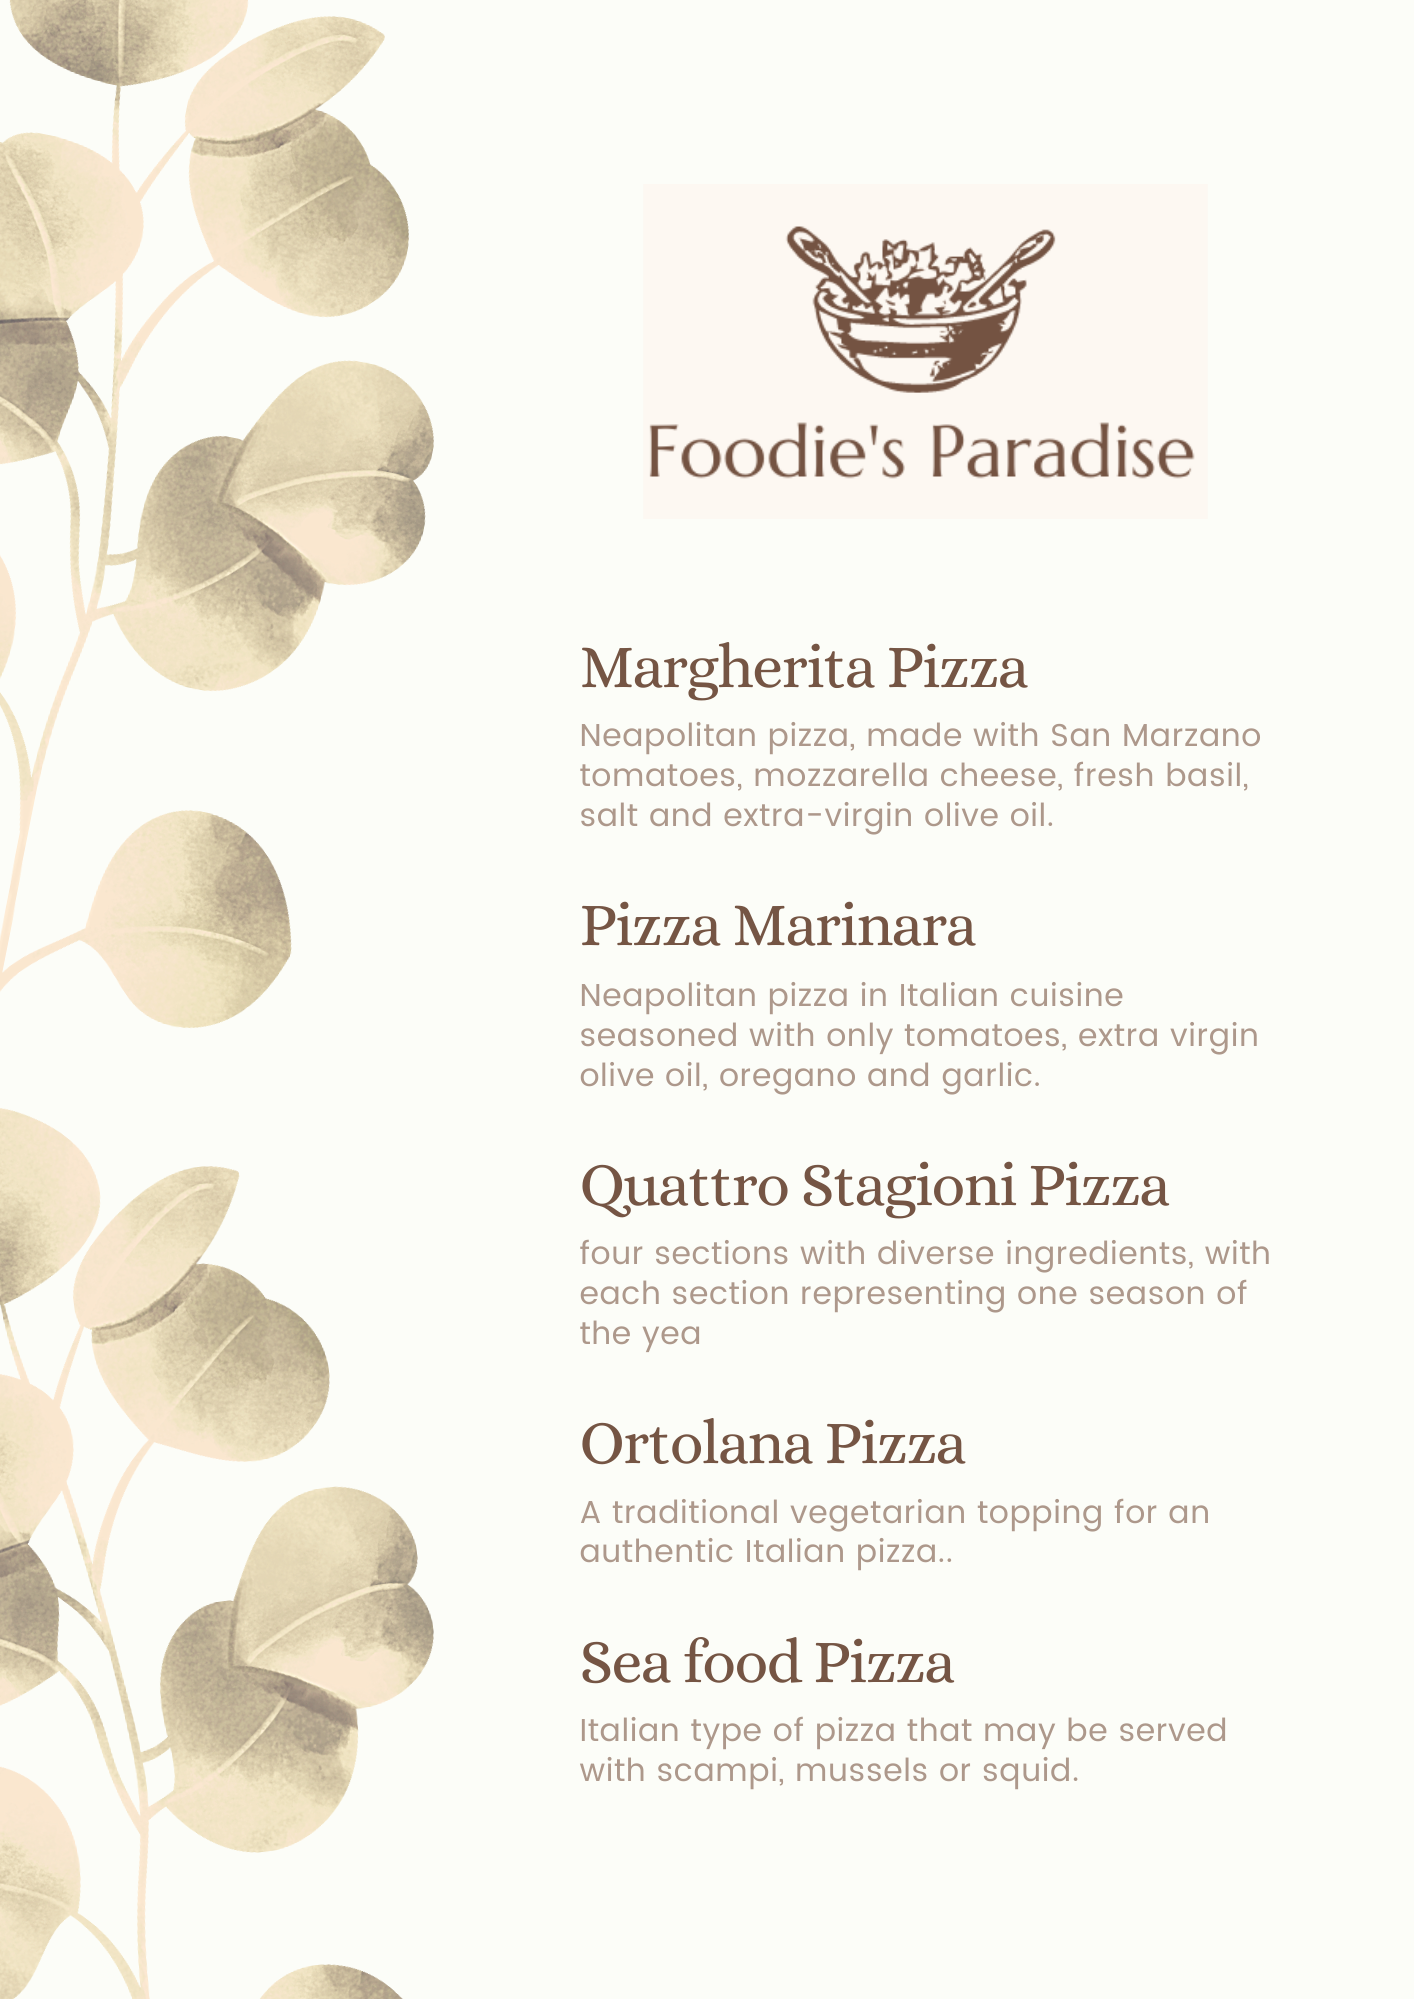 Foodie's Paradise
Margherita Pizza
Neapolitan pizza, made with San Marzano
tomatoes, mozzarella cheese, fresh basil,
salt and extra-virgin olive oil.
Pizza Marinara
Neapolitan pizza in Italian cuisine
seasoned with only tomatoes, extra virgin
olive oil, oregano and garlic.
Quattro Stagioni Pizza
four sections with diverse ingredients, with
each section representing one season of
the yea
Ortolana Pizza
A traditional vegetarian topping for an
authentic Italian pizza..
Sea food Pizza
Italian type of pizza that may be served
with scampi, mussels or squid.